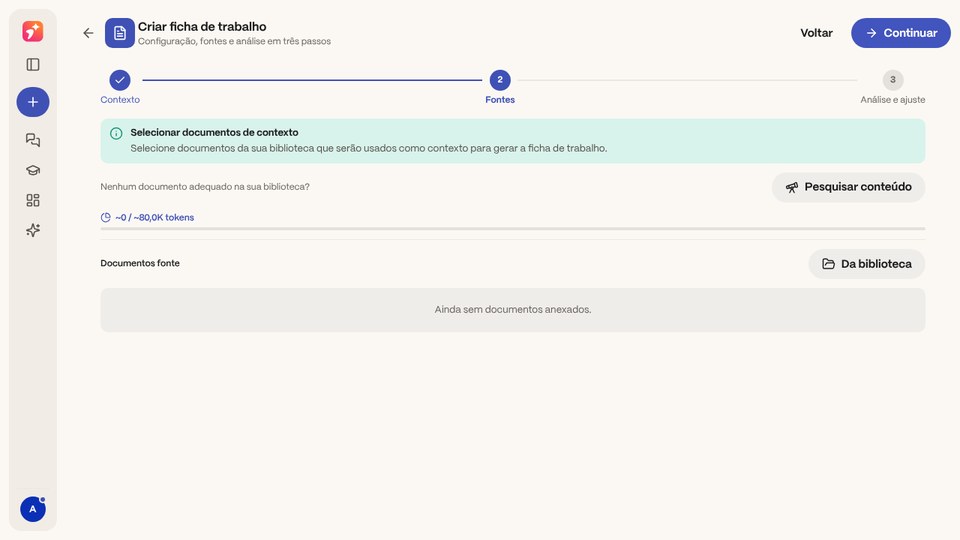 Criar ficha de trabalho
Configuração, fontes e análise em três passos
Voltar
Continuar
2
3
Contexto
Fontes
Análise e ajuste
Selecionar documentos de contexto
Selecione documentos da sua biblioteca que serão usados como contexto para gerar a ficha de trabalho.
Nenhum documento adequado na sua biblioteca?
Pesquisar conteúdo
~0 / ~80,0K tokens
Documentos fonte
Da biblioteca
Ainda sem documentos anexados.
A